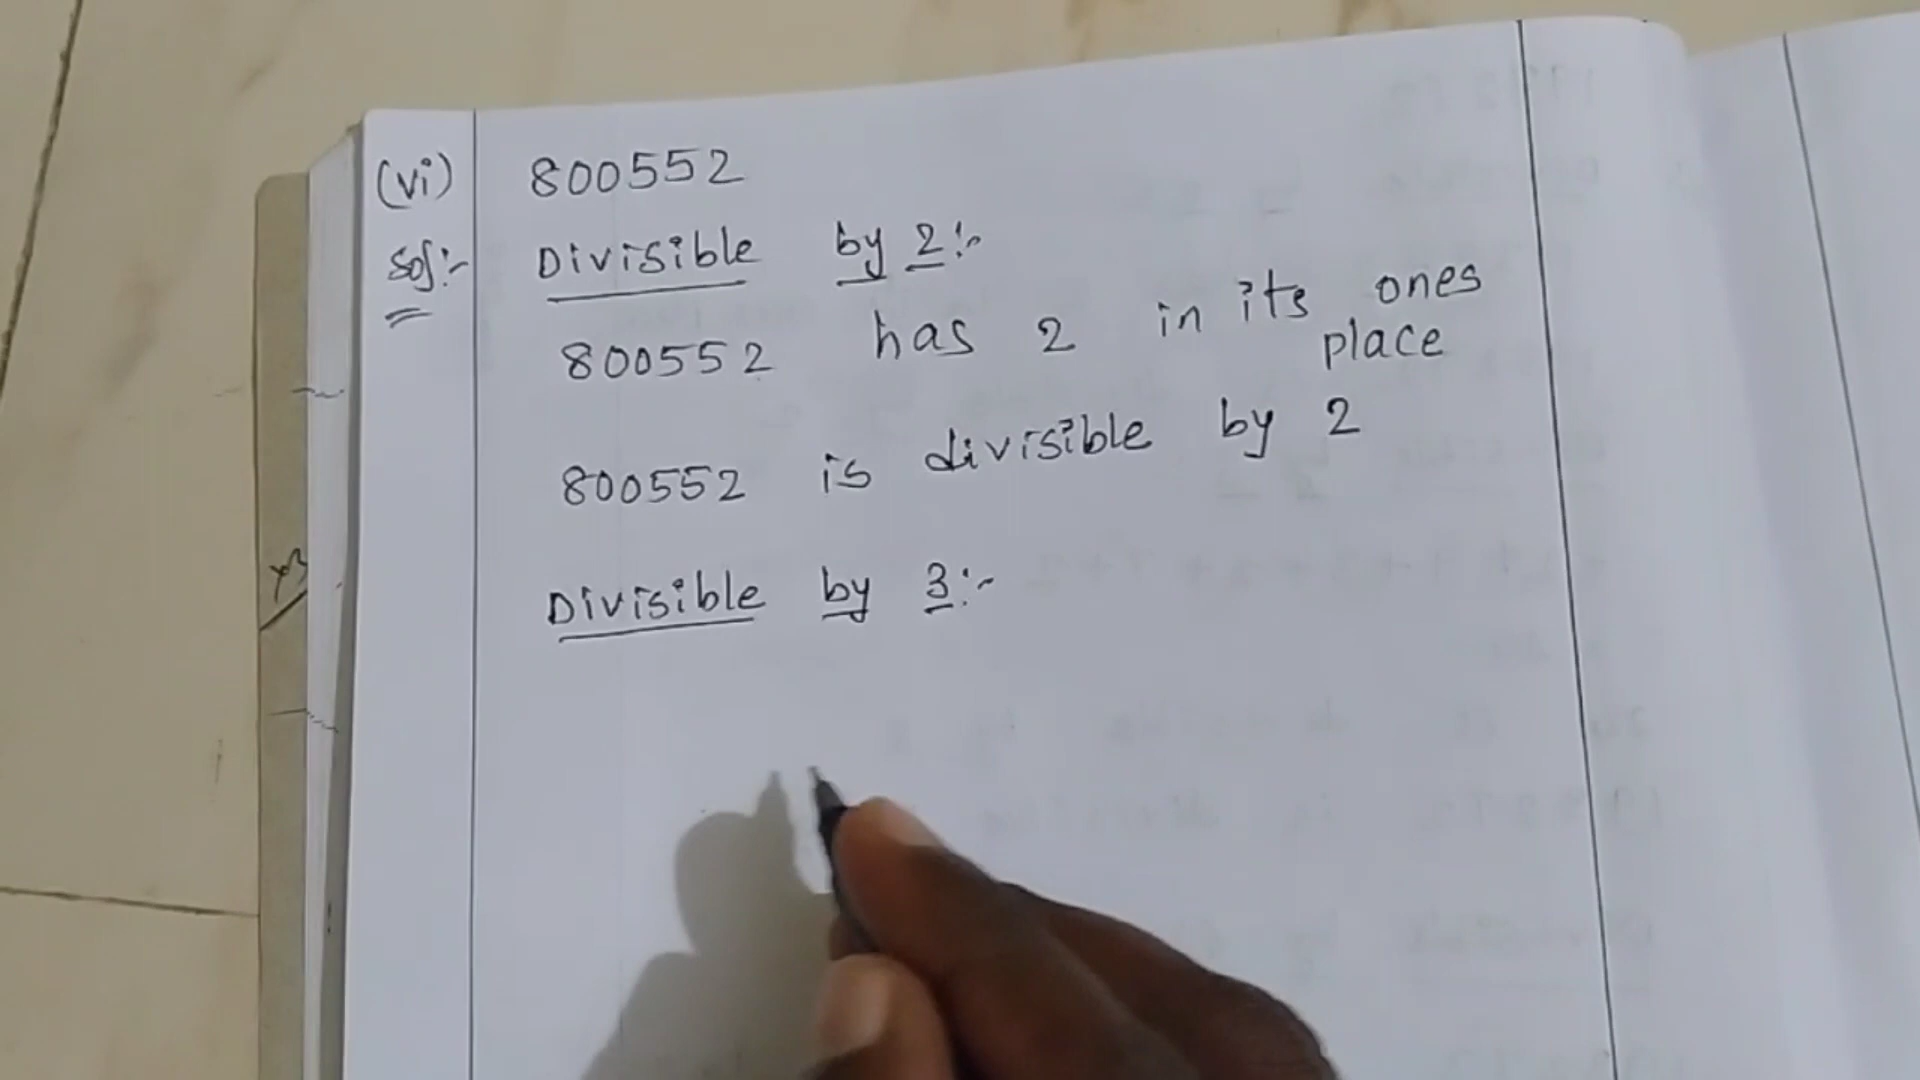 (vi) 800552
Sol:- Divisible by 2:-
800552 has 2 in its ones
place
800552 is divisible by 2
Divisible by 3:-